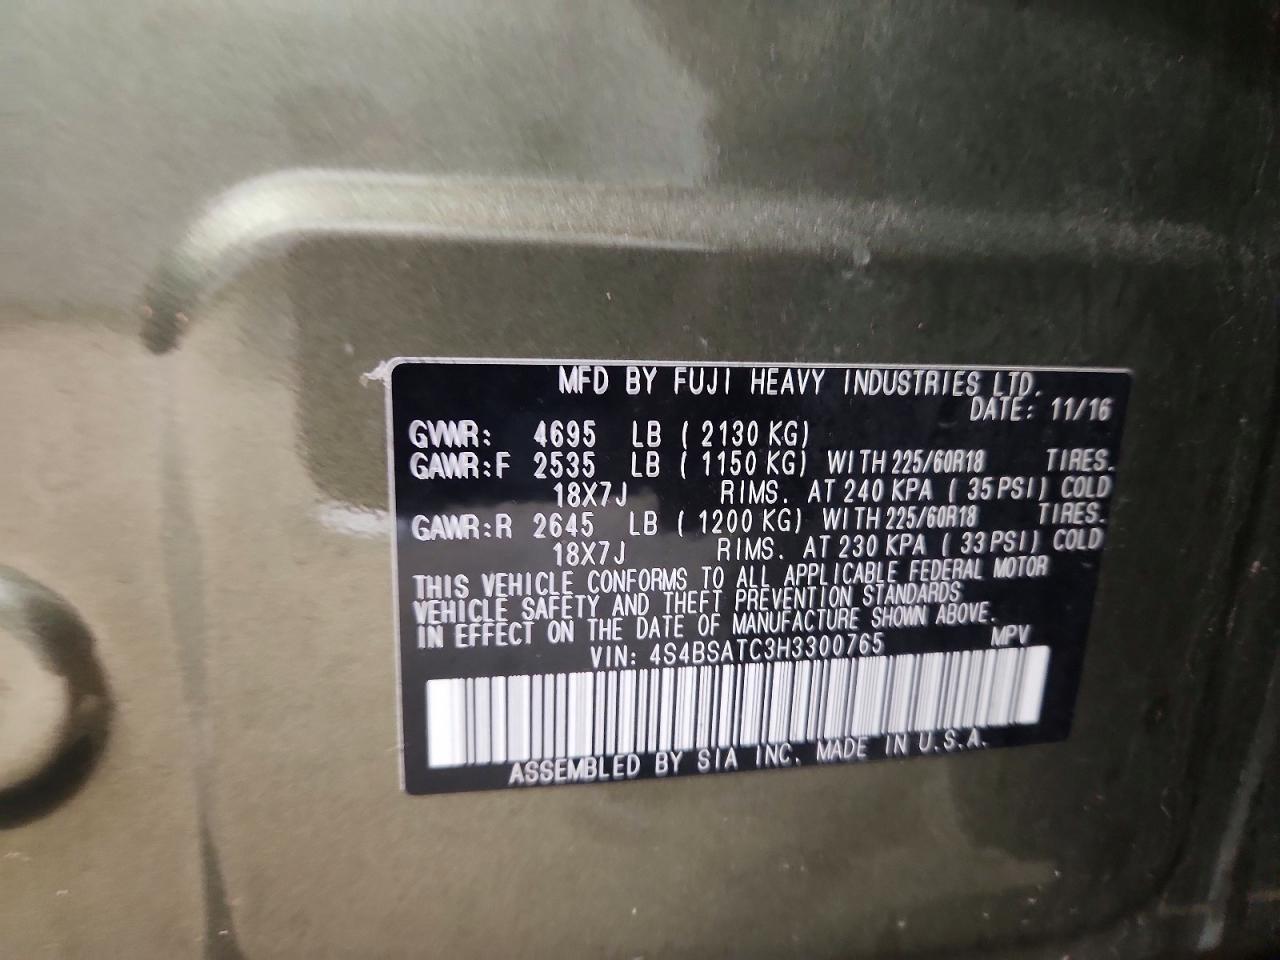 MFD BY FUJI HEAVY INDUSTRIES LTD.
DATE: 11/16
GVWR: 4695 LB ( 2130 KG)
GAWR:F 2535 LB ( 1150 KG) WITH 225/60R18 TIRES.
18X7J RIMS. AT 240 KPA ( 35 PSI) COLD
GAWR:R 2645 LB ( 1200 KG) WITH 225/60R18 TIRES.
18X7J RIMS. AT 230 KPA ( 33 PSI) COLD
THIS VEHICLE CONFORMS TO ALL APPLICABLE FEDERAL MOTOR
VEHICLE SAFETY AND THEFT PREVENTION STANDARDS
IN EFFECT ON THE DATE OF MANUFACTURE SHOWN ABOVE.
VIN: 4S4BSATC3H3300765 MPV
ASSEMBLED BY SIA INC. MADE IN U.S.A.